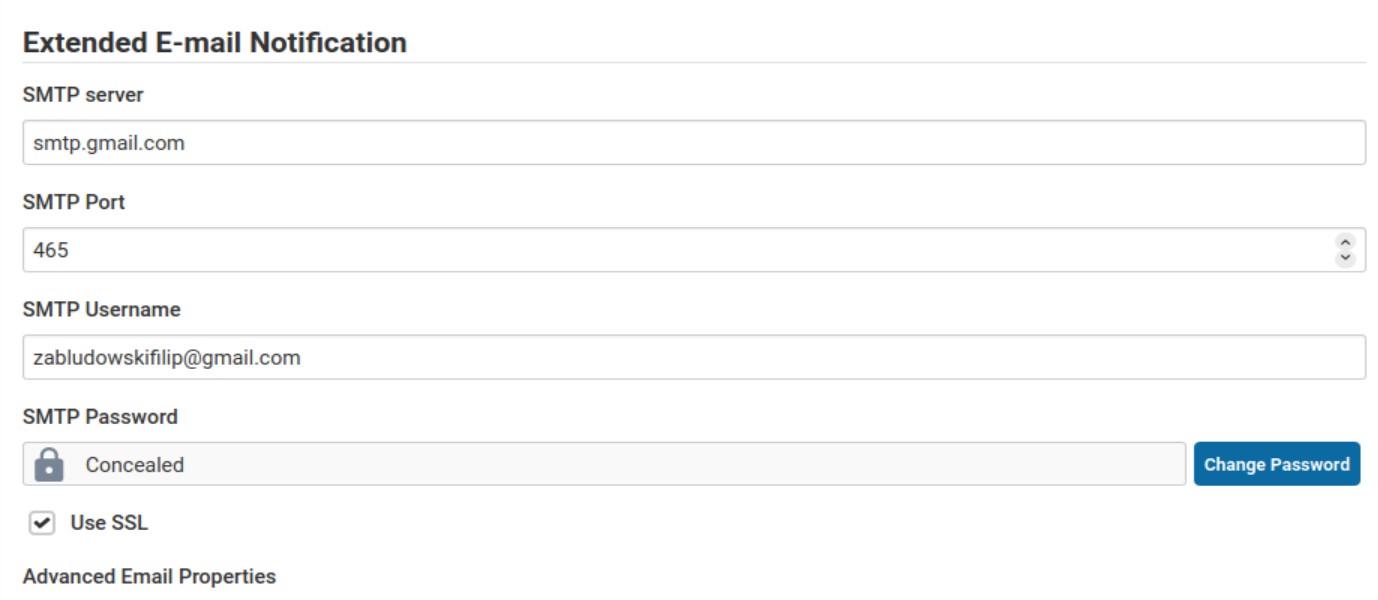 Extended E-mail Notification
SMTP server
smtp.gmail.com
SMTP Port
465
SMTP Username
zabludowskifilip@gmail.com
SMTP Password
Concealed
Change Password
Use SSL
Advanced Email Properties